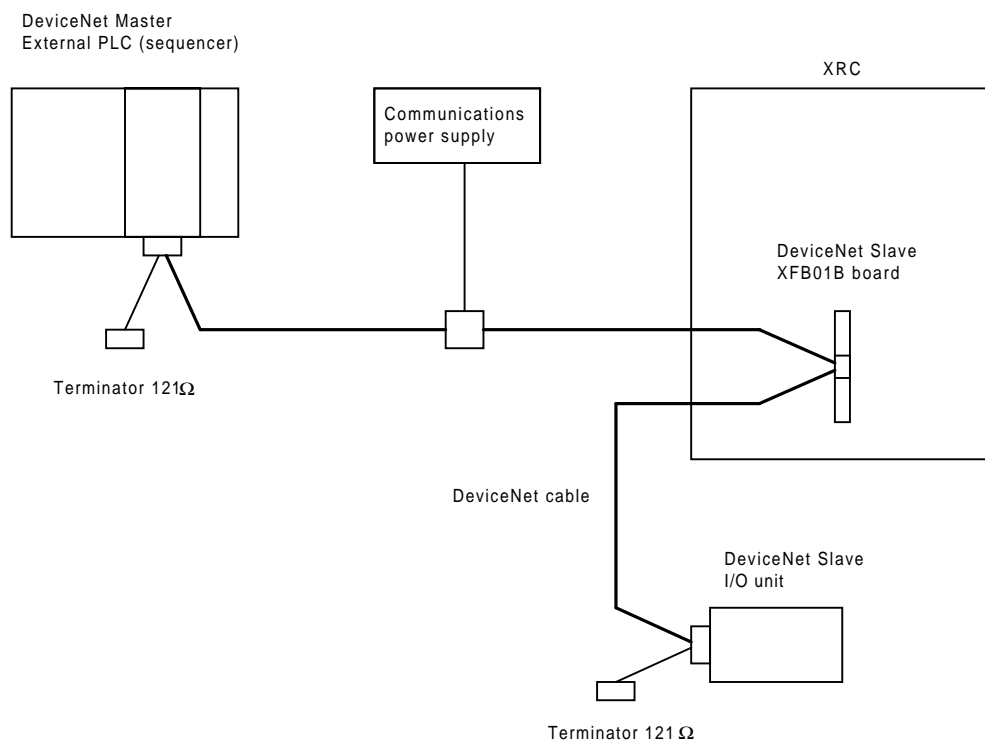 DeviceNet Master
External PLC (sequencer)
XRC
Communications
power supply
DeviceNet Slave
XFB01B board
Terminator 121Ω
DeviceNet cable
DeviceNet Slave
I/O unit
Terminator 121 Ω